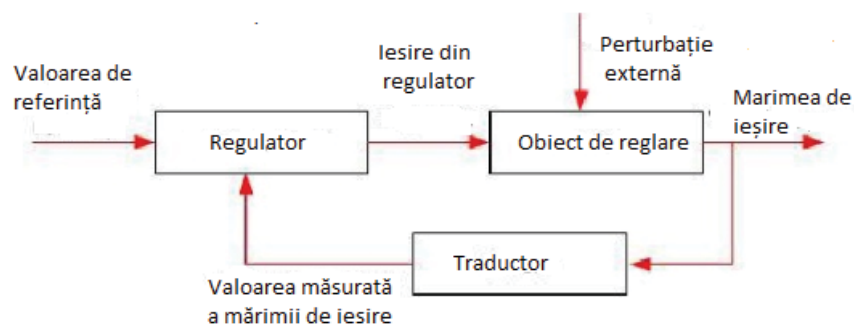 Valoarea de
referință
Iesire din
regulator
Perturbație
externă
Marimea de
ieșire
Regulator
Obiect de reglare
Traductor
Valoarea măsurată
a mărimii de iesire